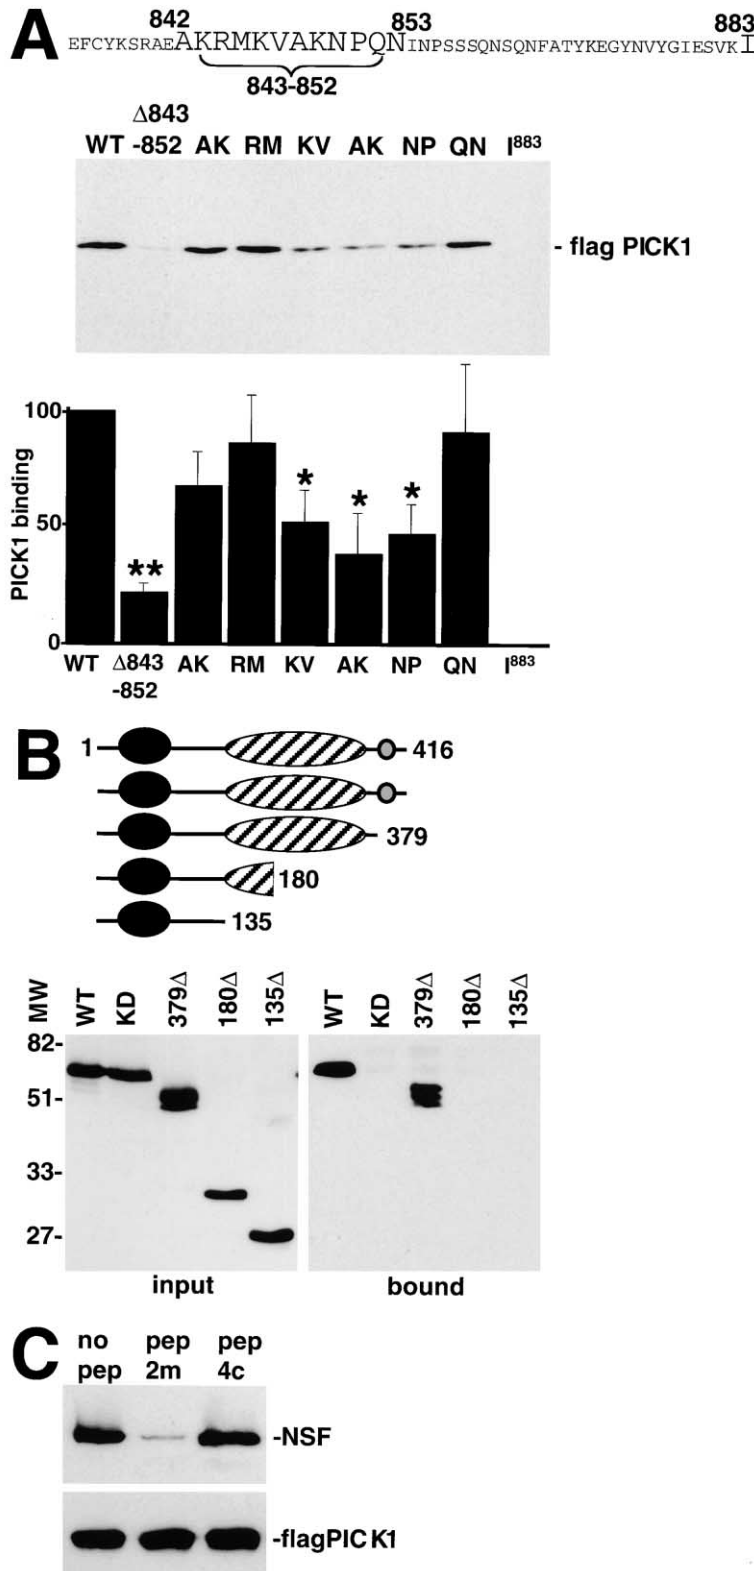 A
842 853 883
EFCYKSRAEAKRMKVAKNPQNINPSSSQNSQNFATYKEGYNVYGIESVKI
843-852
Δ843
WT -852 AK RM KV AK NP QN I883
- flag PICK1
100
50
0
PICK1 binding
** * * *
WT Δ843 AK RM KV AK NP QN I883
-852
B
1 416
379
180
135
MW WT KD 379Δ 180Δ 135Δ WT KD 379Δ 180Δ 135Δ
82-
51-
33-
27-
input bound
C
no pep pep
pep 2m 4c
-NSF
-flagPICK1